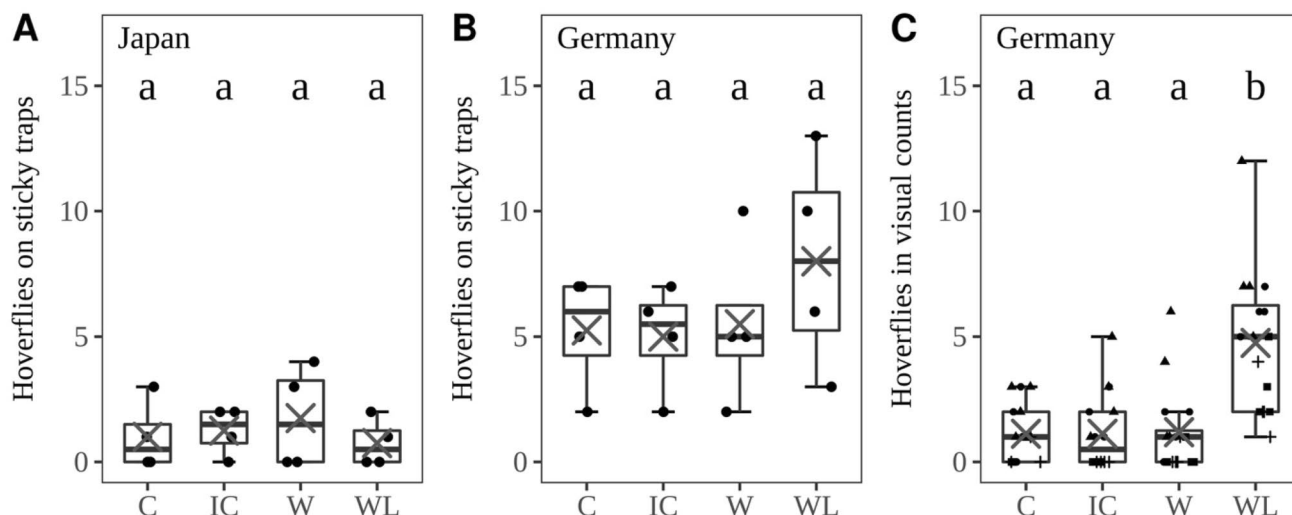 A
Japan
Hoverflies on sticky traps
15
10
5
0
a a a a
C IC W WL
B
Germany
Hoverflies on sticky traps
15
10
5
0
a a a a
C IC W WL
C
Germany
Hoverflies in visual counts
15
10
5
0
a a a b
C IC W WL